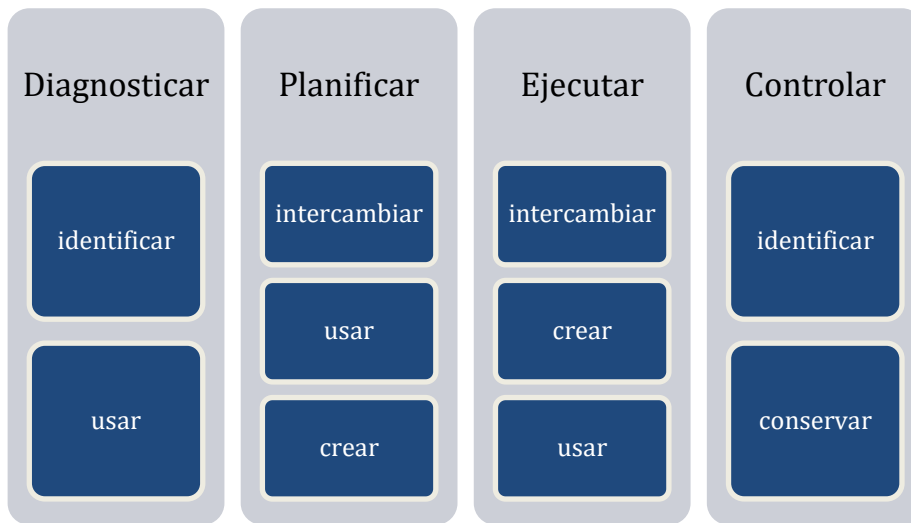 Diagnosticar
identificar
usar
Planificar
intercambiar
usar
crear
Ejecutar
intercambiar
crear
usar
Controlar
identificar
conservar